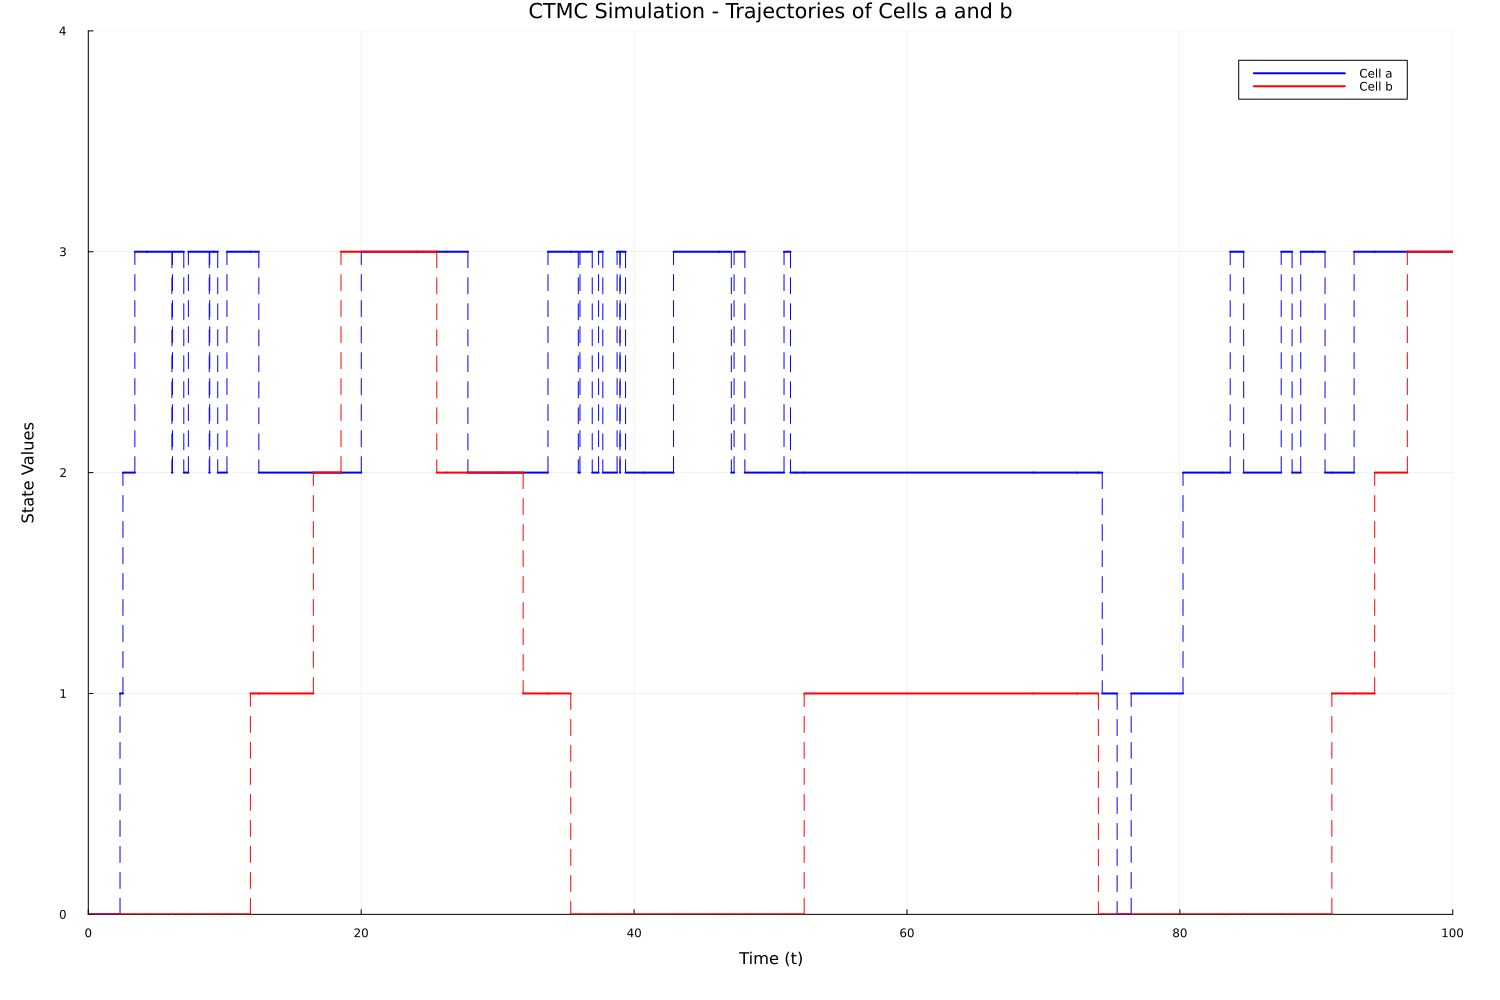 CTMC Simulation - Trajectories of Cells a and b
4
Cell a
Cell b
3
State Values
2
1
0
0 20 40 60 80 100
Time (t)